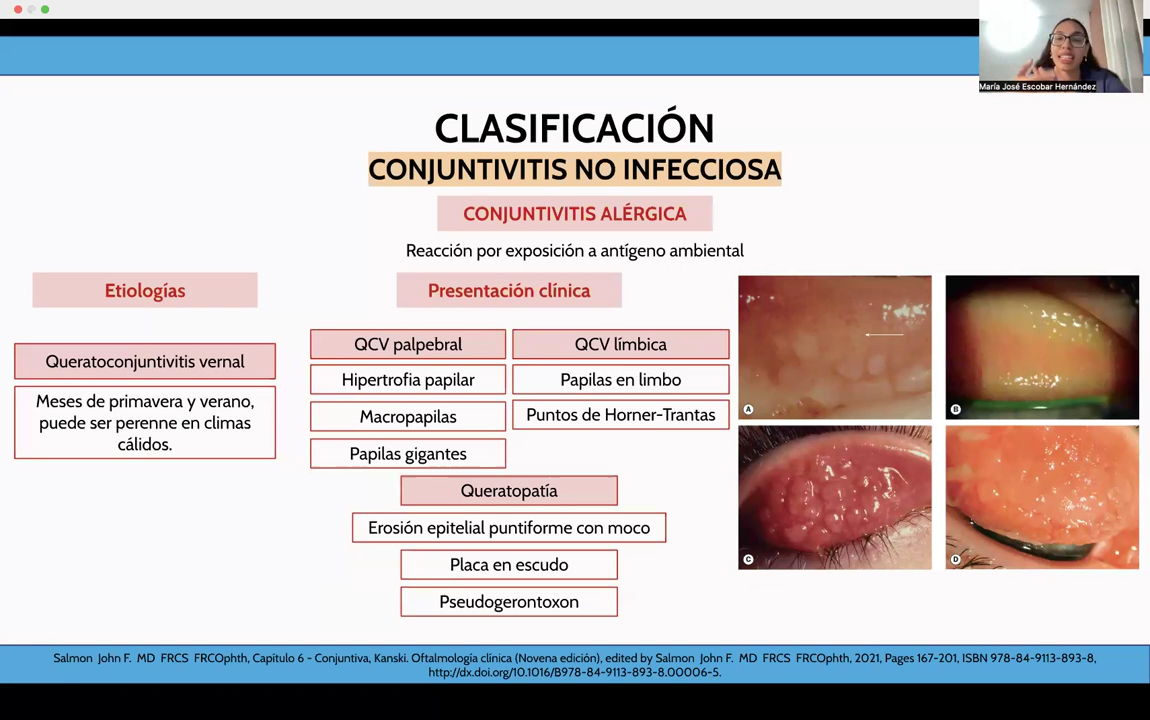 María José Escobar Hernández
CLASIFICACIÓN
CONJUNTIVITIS NO INFECCIOSA
CONJUNTIVITIS ALÉRGICA
Reacción por exposición a antígeno ambiental
Etiologías
Queratoconjuntivitis vernal
Meses de primavera y verano,
puede ser perenne en climas
cálidos.
Presentación clínica
QCV palpebral
Hipertrofia papilar
Macropapilas
Papilas gigantes
QCV límbica
Papilas en limbo
Puntos de Horner-Trantas
Queratopatía
Erosión epitelial puntiforme con moco
Placa en escudo
Pseudogerontoxon
A
B
C
D
Salmon John F. MD FRCS FRCOphth, Capítulo 6 - Conjuntiva, Kanski. Oftalmología clínica (Novena edición), edited by Salmon John F. MD FRCS FRCOphth, 2021, Pages 167-201, ISBN 978-84-9113-893-8,
http://dx.doi.org/10.1016/B978-84-9113-893-8.00006-5.